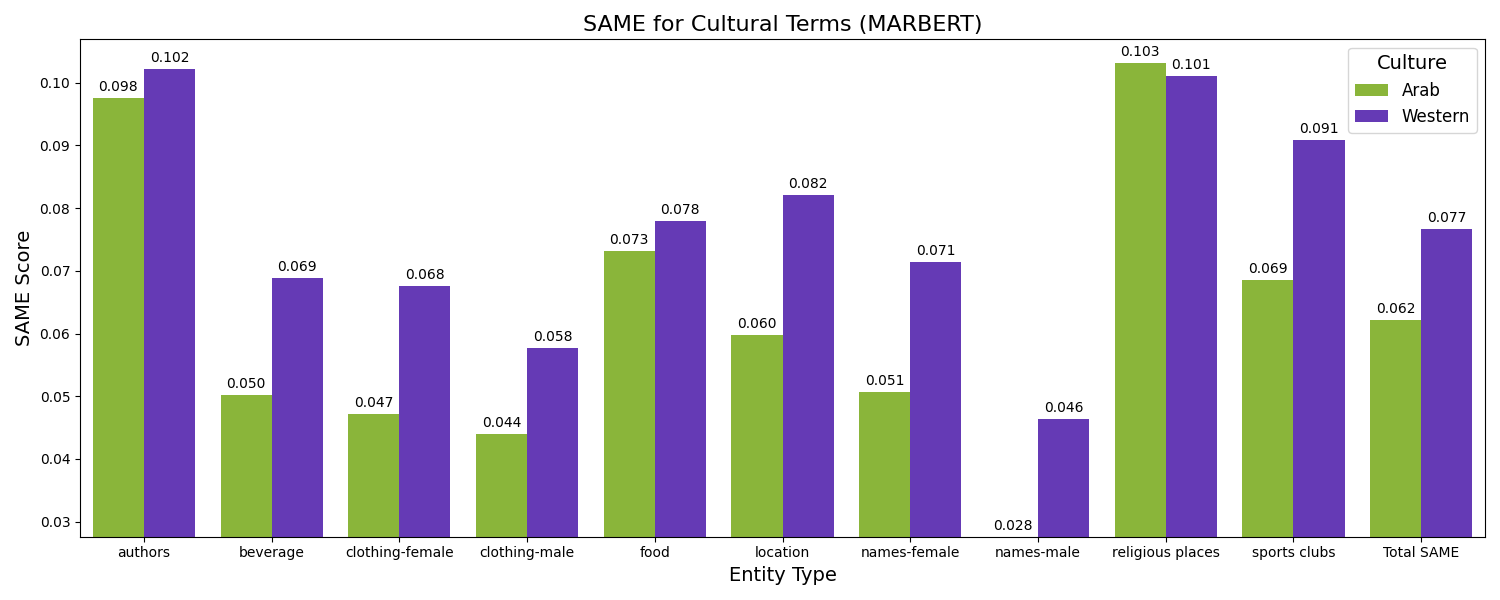 SAME for Cultural Terms (MARBERT)
SAME Score
0.10
0.09
0.08
0.07
0.06
0.05
0.04
0.03
0.098 0.102
0.050 0.069
0.047 0.068
0.044 0.058
0.073 0.078
0.060 0.082
0.051 0.071
0.028 0.046
0.103 0.101
0.069 0.091
0.062 0.077
Culture
Arab
Western
authors beverage clothing-female clothing-male food location names-female names-male religious places sports clubs Total SAME
Entity Type